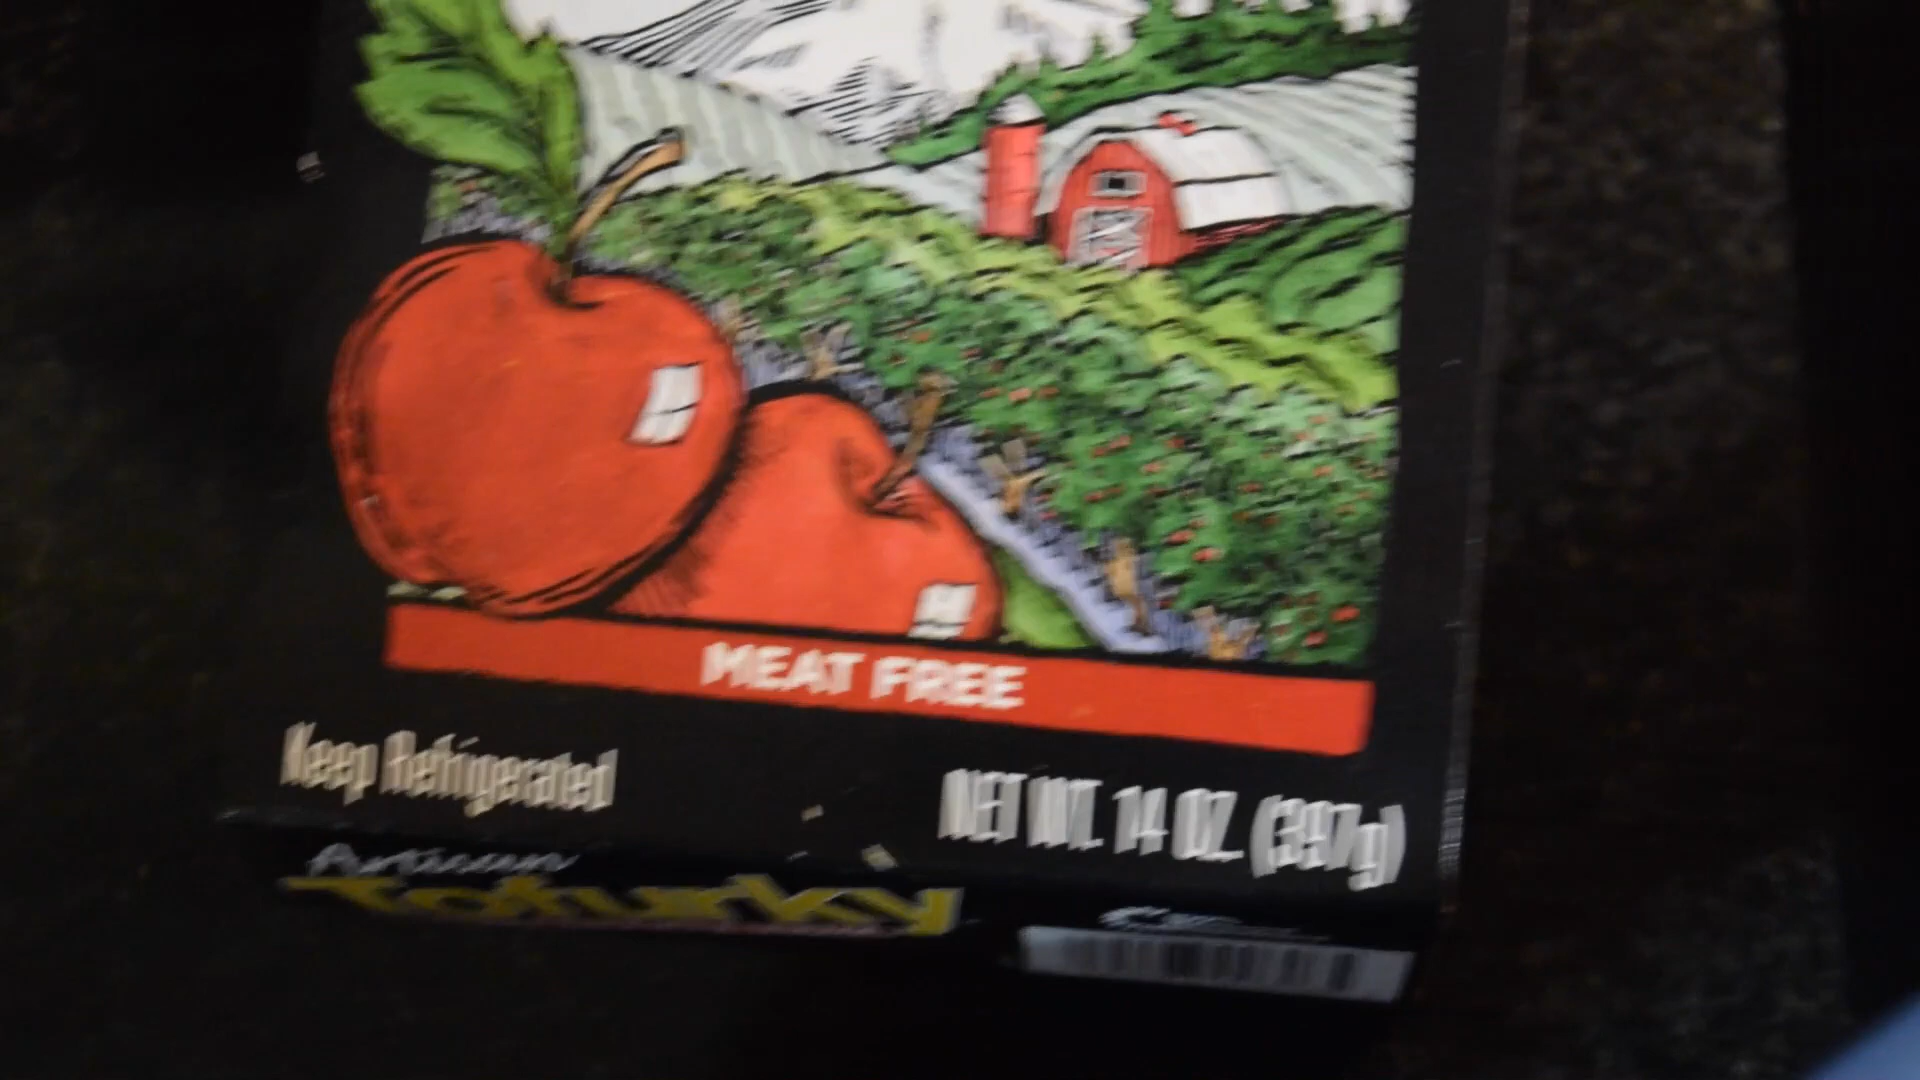 MEAT FREE
Keep Refrigerated
NET WT. 14 OZ. (397g)
Artisan
Tofurky